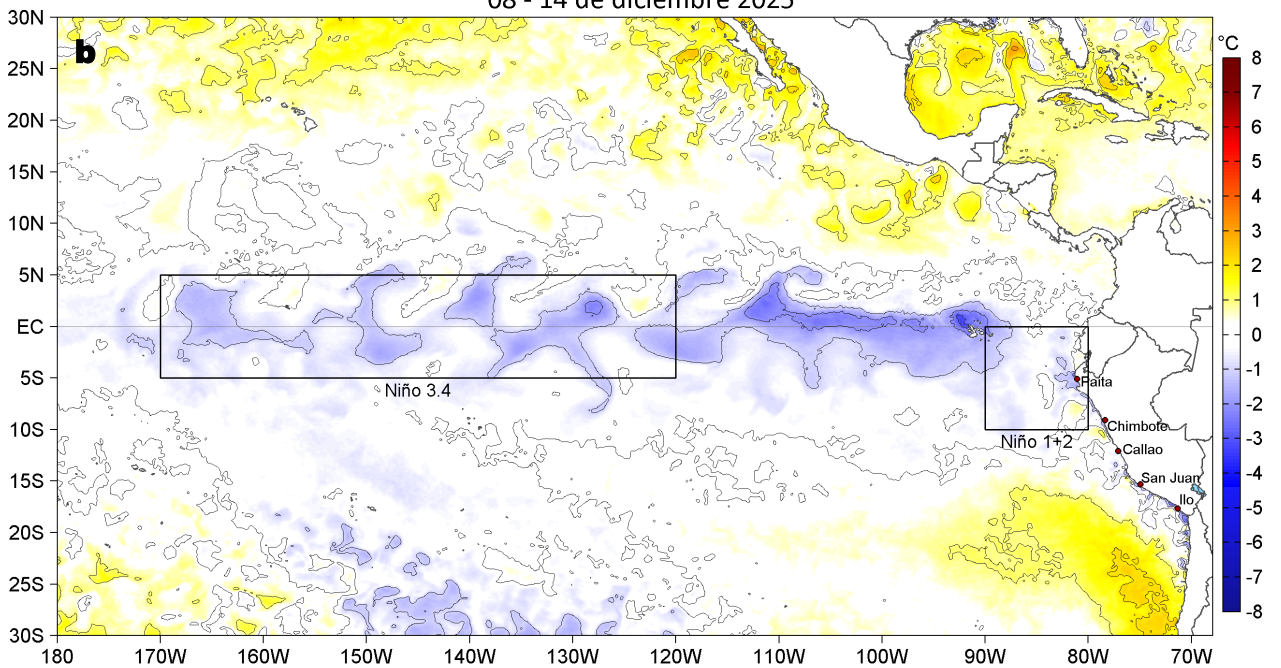 08 - 14 de diciembre 2025
b
30N
25N
20N
15N
10N
5N
EC
5S
10S
15S
20S
25S
30S
180
170W
160W
150W
140W
130W
120W
110W
100W
90W
80W
70W
Niño 3.4
Niño 1+2
Paita
Chimbote
Callao
San Juan
Ilo
°C
8
7
6
5
4
3
2
1
0
-1
-2
-3
-4
-5
-6
-7
-8